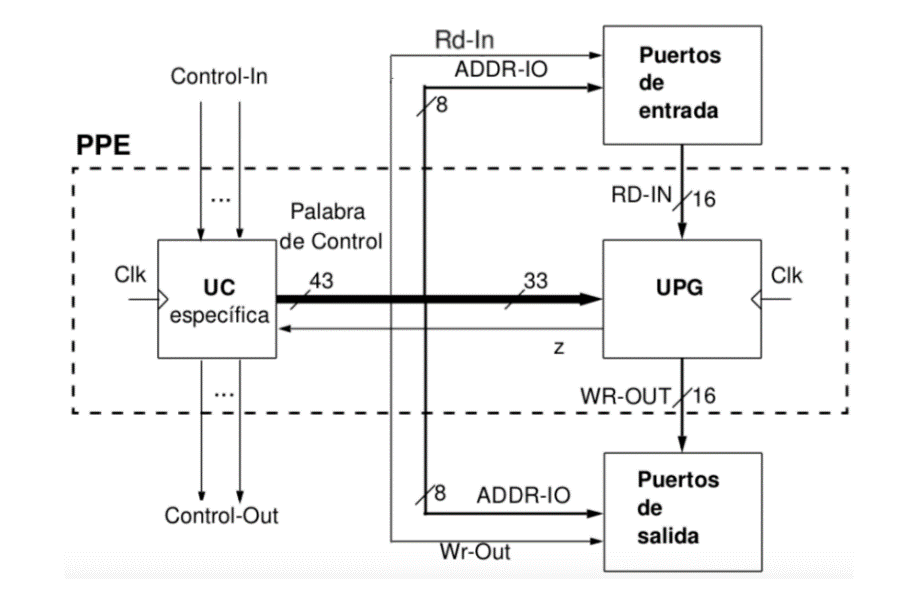 Rd-In
Control-In
ADDR-IO
8
Puertos
de
entrada
PPE
RD-IN
16
...
Palabra
de Control
Clk
UC
específica
43
33
UPG
Clk
z
...
WR-OUT
16
Control-Out
8
ADDR-IO
Wr-Out
Puertos
de
salida